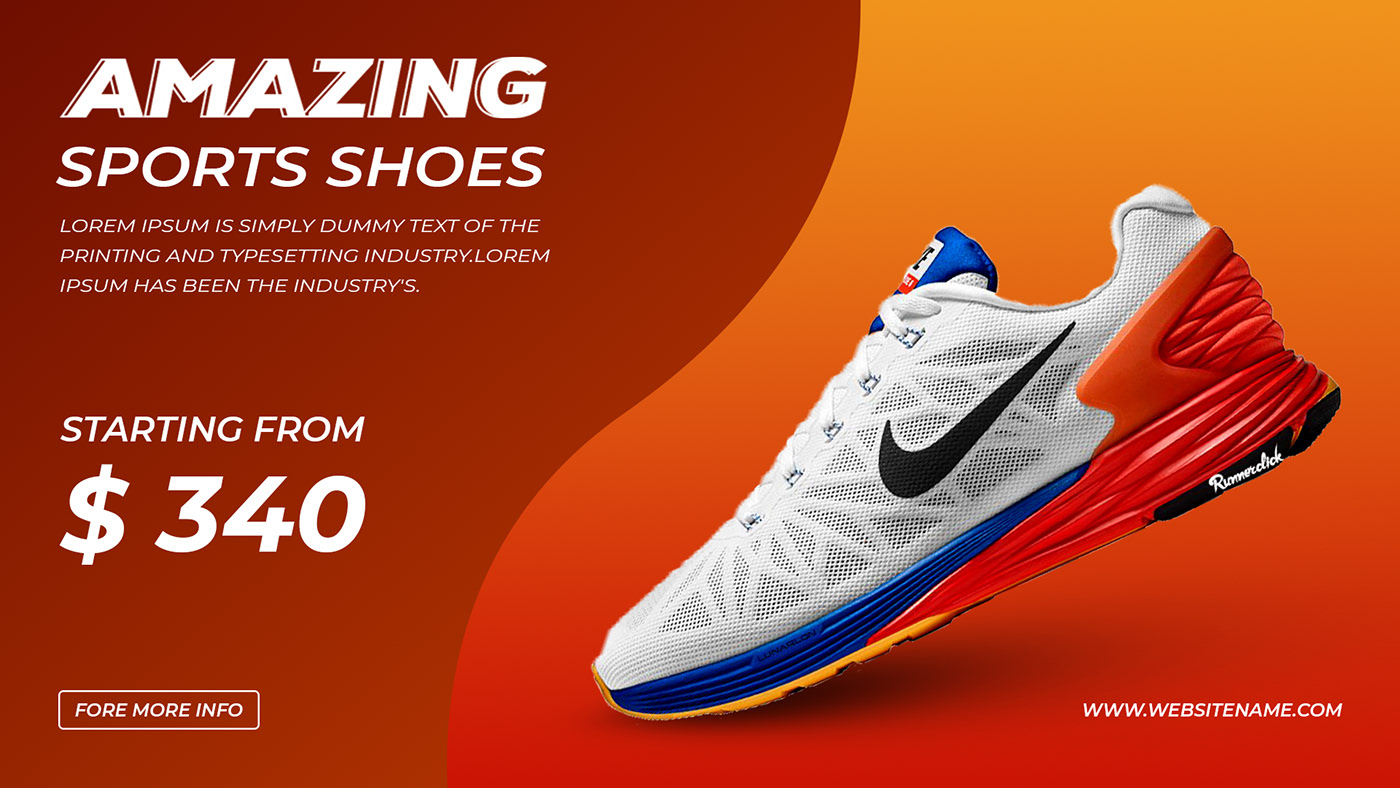 AMAZING
SPORTS SHOES
LOREM IPSUM IS SIMPLY DUMMY TEXT OF THE
PRINTING AND TYPESETTING INDUSTRY.LOREM
IPSUM HAS BEEN THE INDUSTRY'S.
STARTING FROM
$ 340
FORE MORE INFO
Runnerclick
LUNARLON
WWW.WEBSITENAME.COM